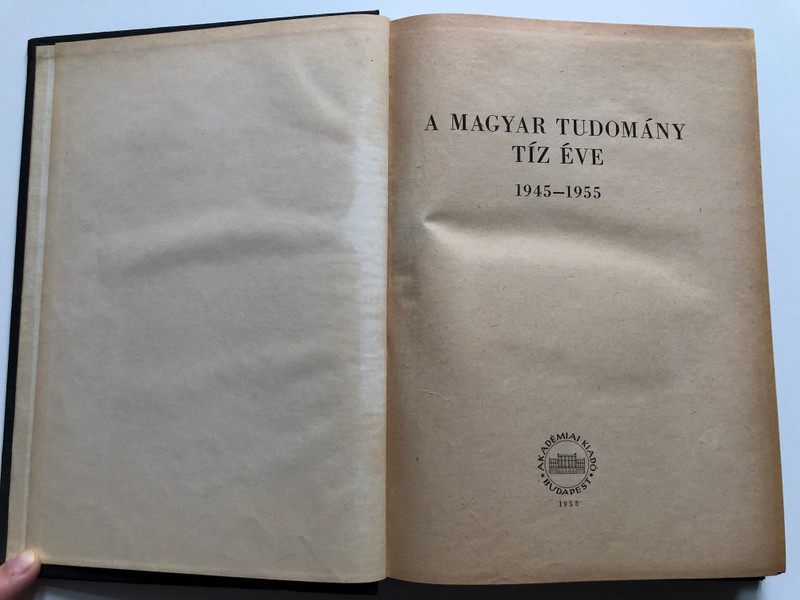 A MAGYAR TUDOMÁNY
TÍZ ÉVE
1945—1955
AKADÉMIAI KIADÓ
BUDAPEST